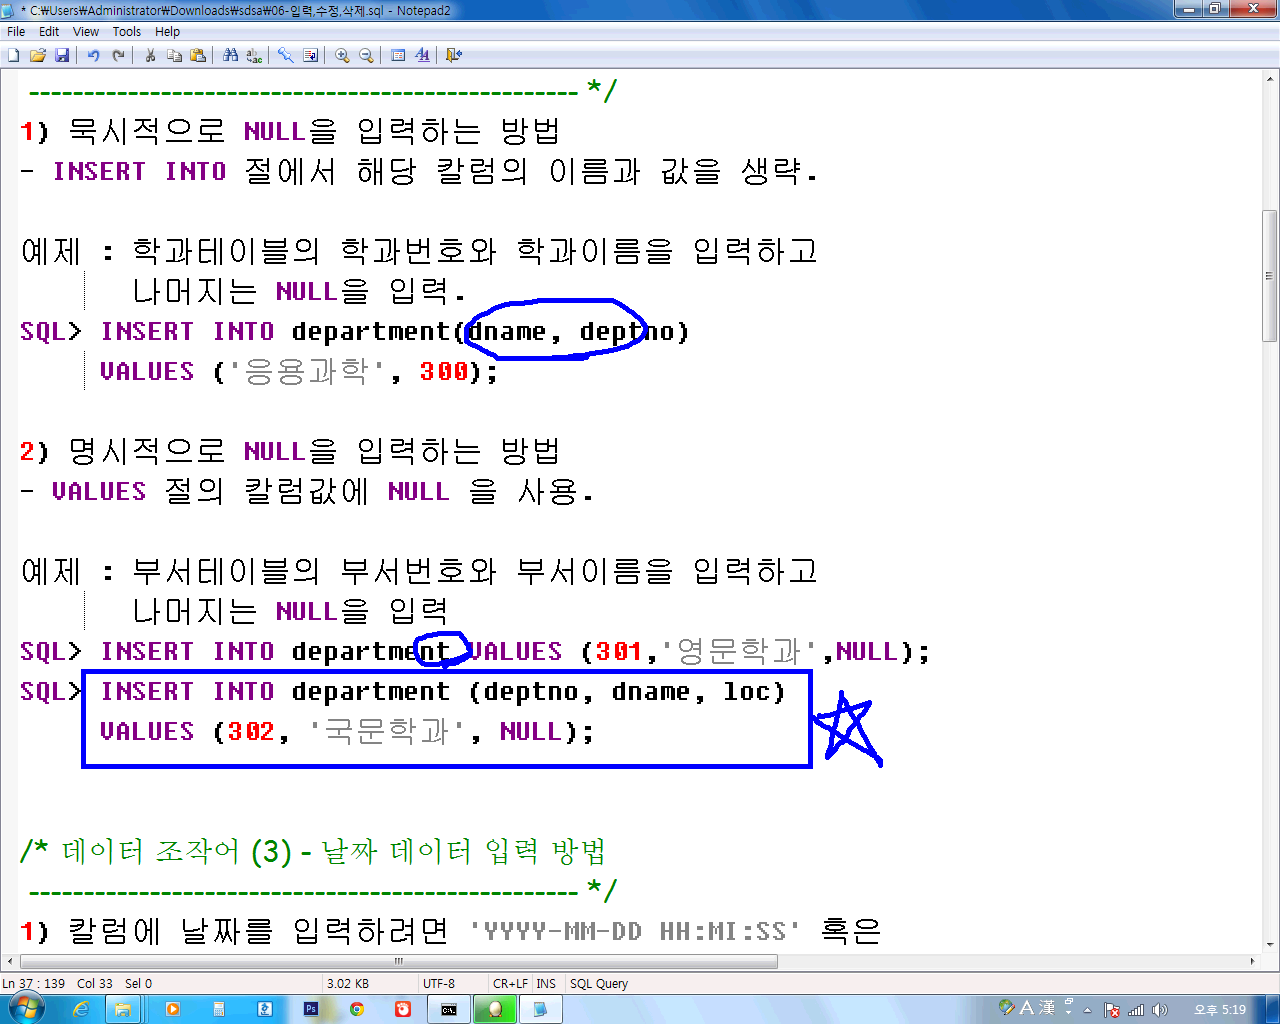 * C:₩Users₩Administrator₩Downloads₩sdsa₩06-입력,수정,삭제.sql - Notepad2
File Edit View Tools Help
------------------------------------------------- */
1) 묵시적으로 NULL을 입력하는 방법
- INSERT INTO 절에서 해당 칼럼의 이름과 값을 생략.
예제 : 학과테이블의 학과번호와 학과이름을 입력하고
나머지는 NULL을 입력.
SQL> INSERT INTO department(dname, deptno)
VALUES ('응용과학', 300);
2) 명시적으로 NULL을 입력하는 방법
- VALUES 절의 칼럼값에 NULL 을 사용.
예제 : 부서테이블의 부서번호와 부서이름을 입력하고
나머지는 NULL을 입력
SQL> INSERT INTO department VALUES (301,'영문학과',NULL);
SQL> INSERT INTO department (deptno, dname, loc)
VALUES (302, '국문학과', NULL);
/* 데이터 조작어 (3) - 날짜 데이터 입력 방법
------------------------------------------------- */
1) 칼럼에 날짜를 입력하려면 'YYYY-MM-DD HH:MI:SS' 혹은
Ln 37 : 139 Col 33 Sel 0 3.02 KB UTF-8 CR+LF INS SQL Query
Ps C:\. A 漢 오후 5:19